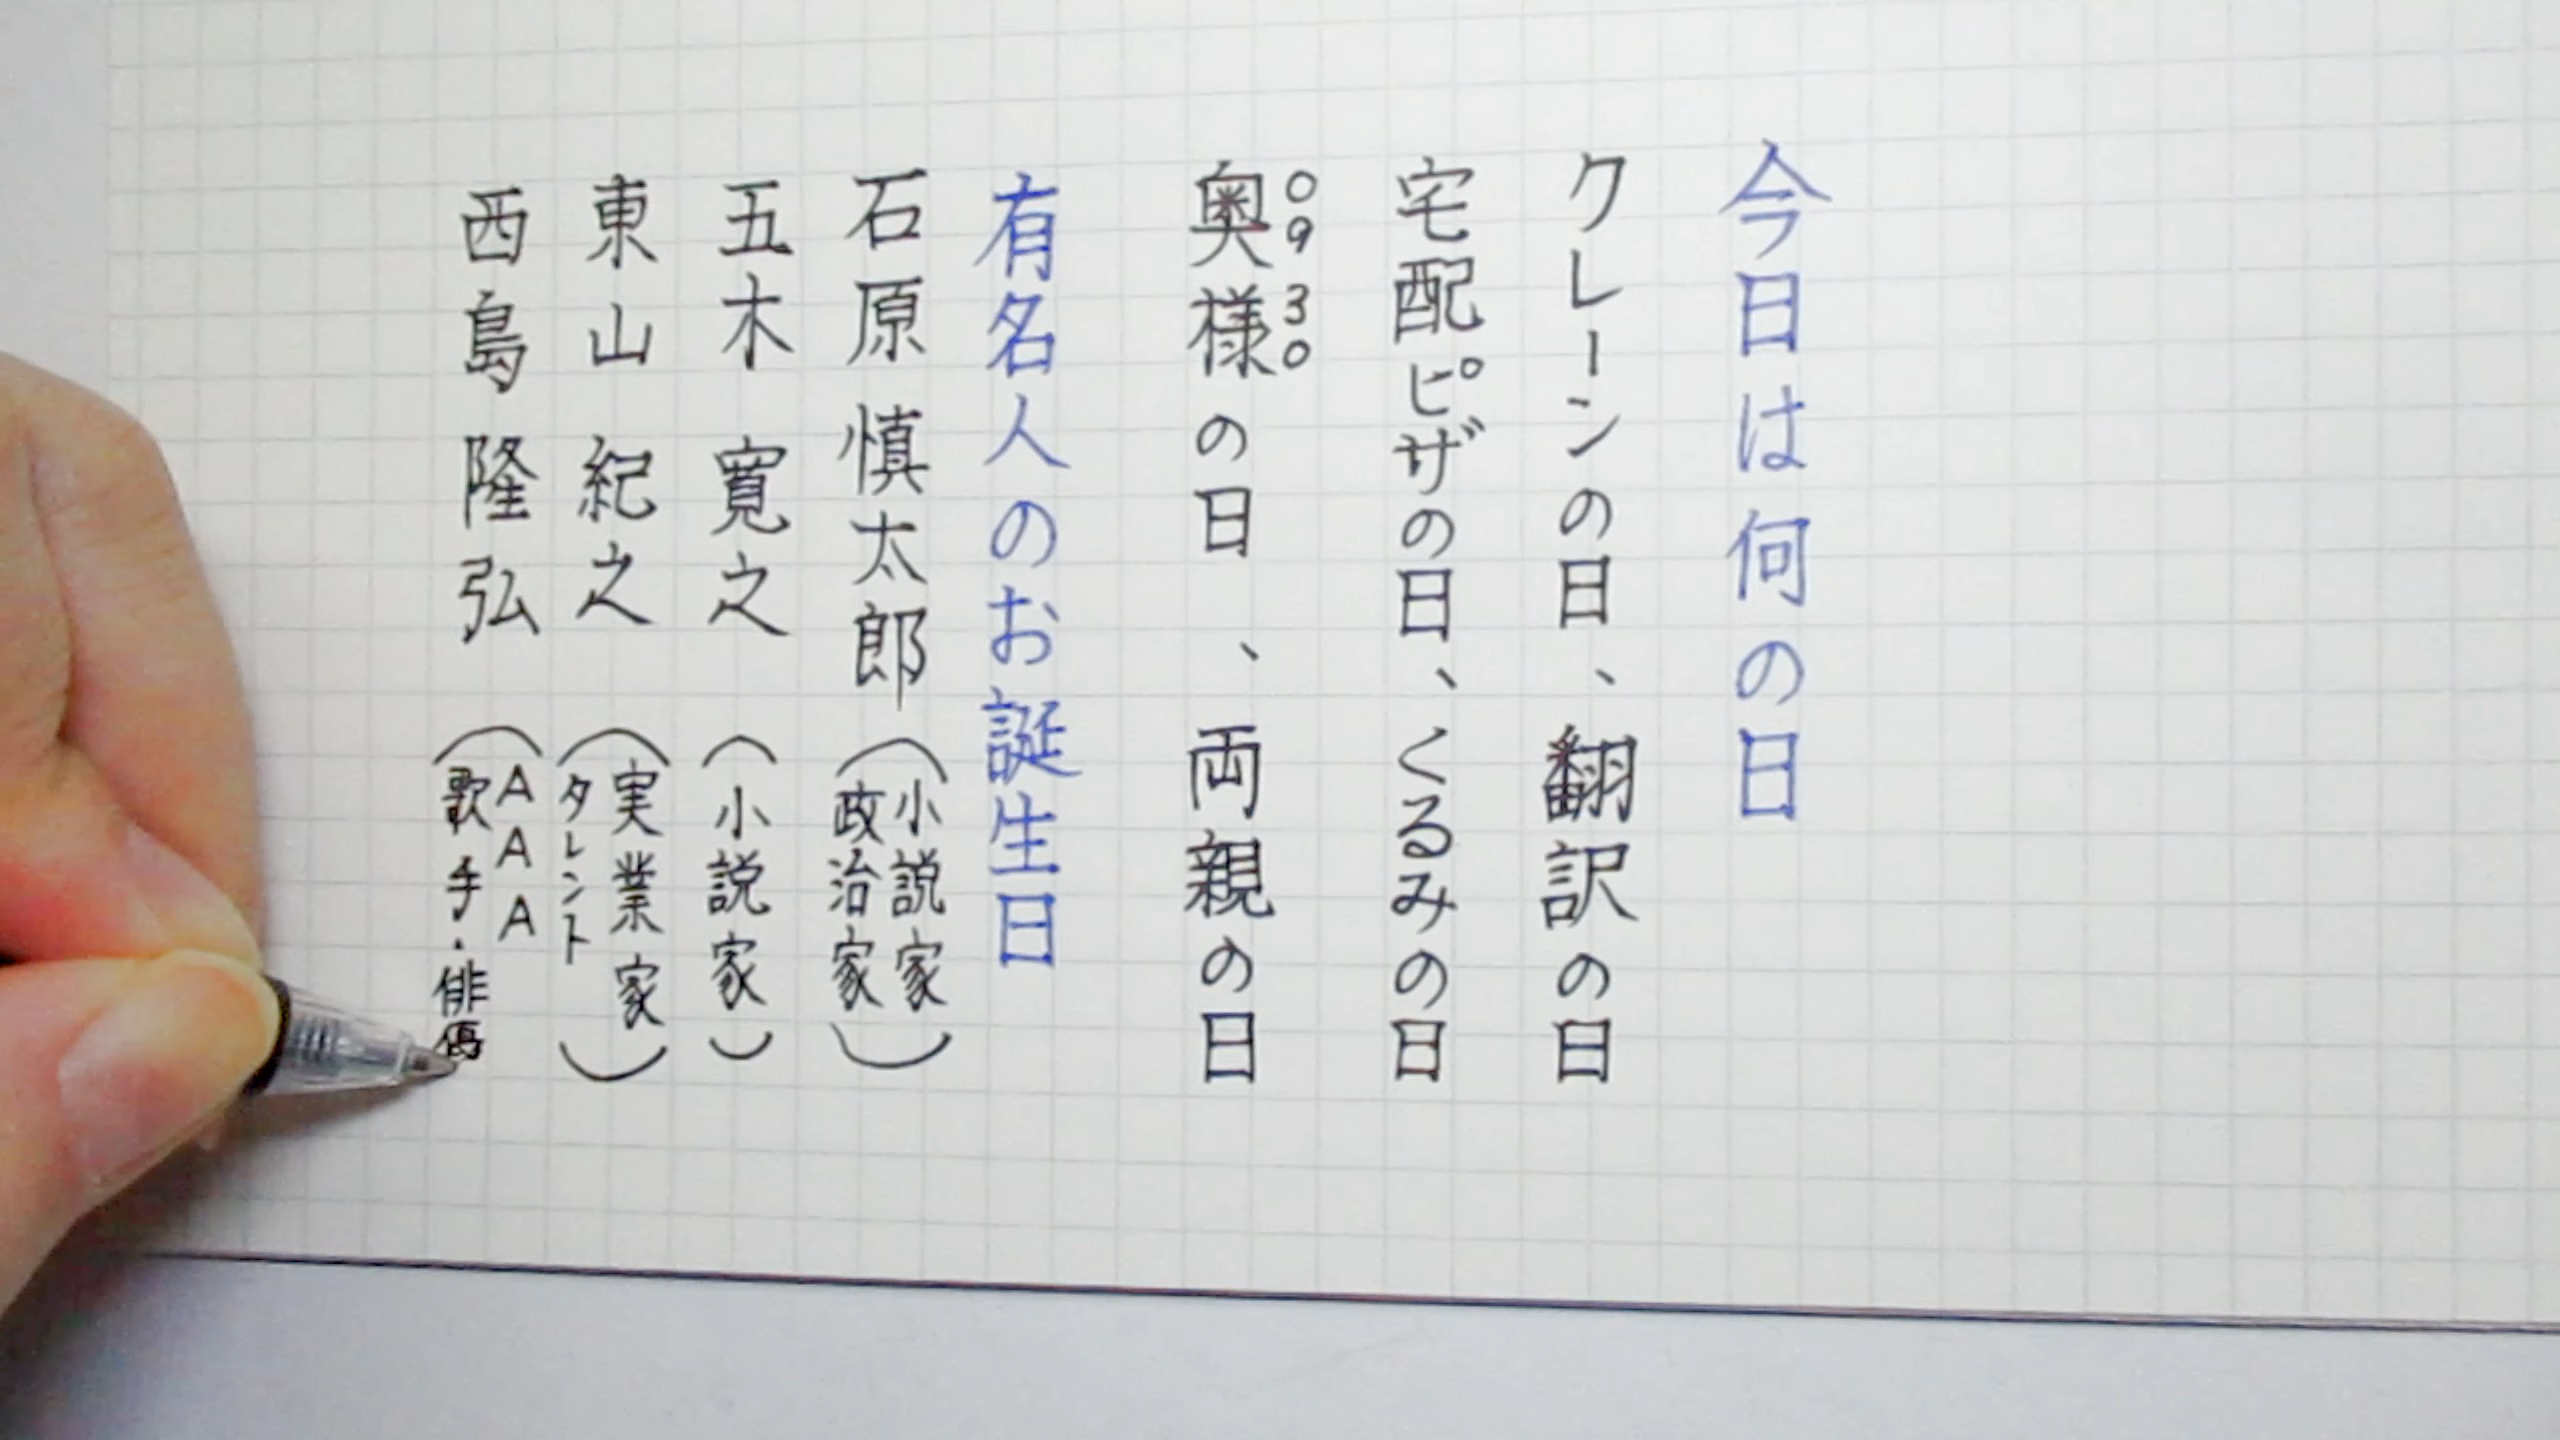 今日は何の日
クレーンの日、翻訳の日
宅配ピザの日、くるみの日
0930
奥様の日、両親の日
有名人のお誕生日
石原慎太郎(小説家
政治家)
五木寛之(小説家)
東山紀之(実業家
タレント)
西島隆弘(AAA
歌手・俳